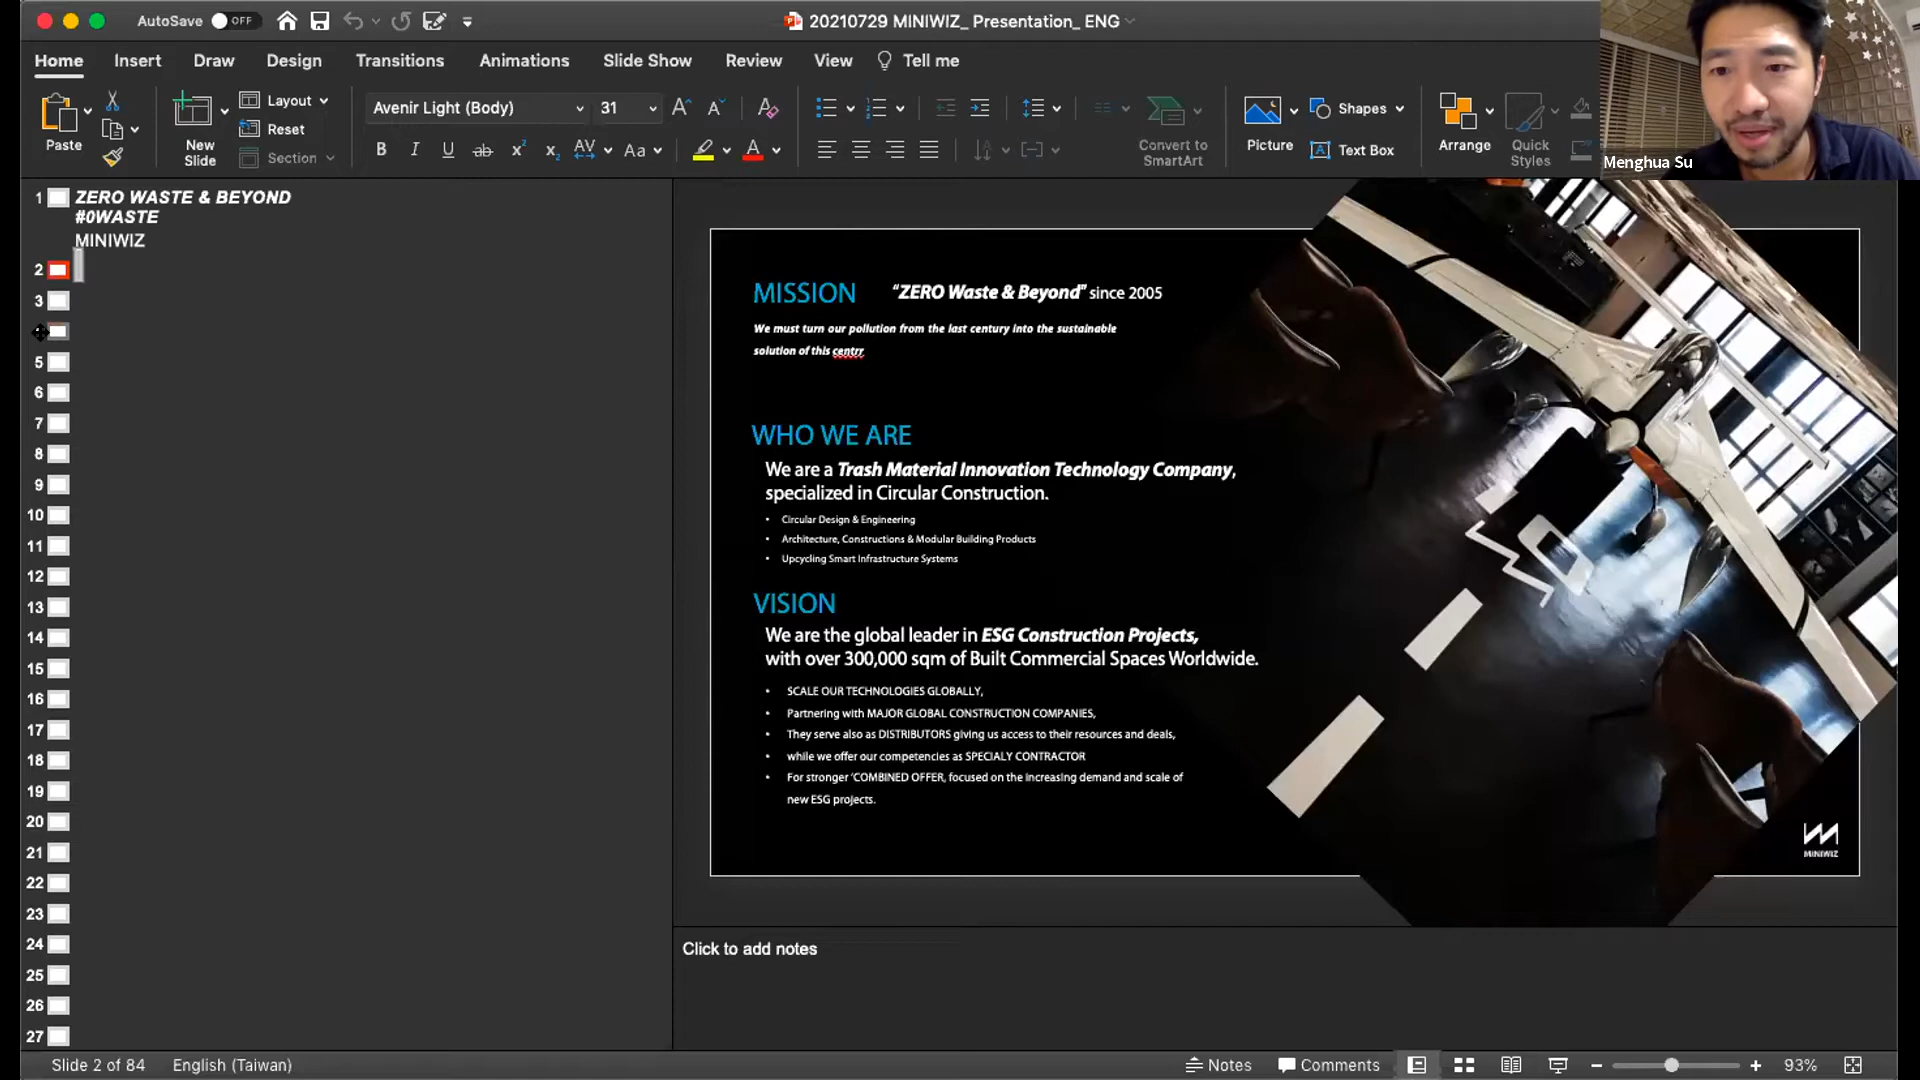 AutoSave OFF
20210729 MINIWIZ_ Presentation_ ENG
Home Insert Draw Design Transitions Animations Slide Show Review View Tell me
Paste
New Slide
Layout
Reset
Section
Avenir Light (Body) 31
B I U ab x² x₂ AV Aa A
Convert to SmartArt
Picture
Shapes
Text Box
Arrange
Quick Styles
Menghua Su
1 ZERO WASTE & BEYOND
#0WASTE
MINIWIZ
2
3
5
6
7
8
9
10
11
12
13
14
15
16
17
18
19
20
21
22
23
24
25
26
27
MISSION “ZERO Waste & Beyond" since 2005
We must turn our pollution from the last century into the sustainable
solution of this centrr
WHO WE ARE
We are a Trash Material Innovation Technology Company,
specialized in Circular Construction.
• Circular Design & Engineering
• Architecture, Constructions & Modular Building Products
• Upcycling Smart Infrastructure Systems
VISION
We are the global leader in ESG Construction Projects,
with over 300,000 sqm of Built Commercial Spaces Worldwide.
• SCALE OUR TECHNOLOGIES GLOBALLY,
• Partnering with MAJOR GLOBAL CONSTRUCTION COMPANIES,
• They serve also as DISTRIBUTORS giving us access to their resources and deals,
• while we offer our competencies as SPECIALY CONTRACTOR
• For stronger ‘COMBINED OFFER, focused on the increasing demand and scale of
new ESG projects.
MINIWIZ
Click to add notes
Slide 2 of 84 English (Taiwan) Notes Comments 93%